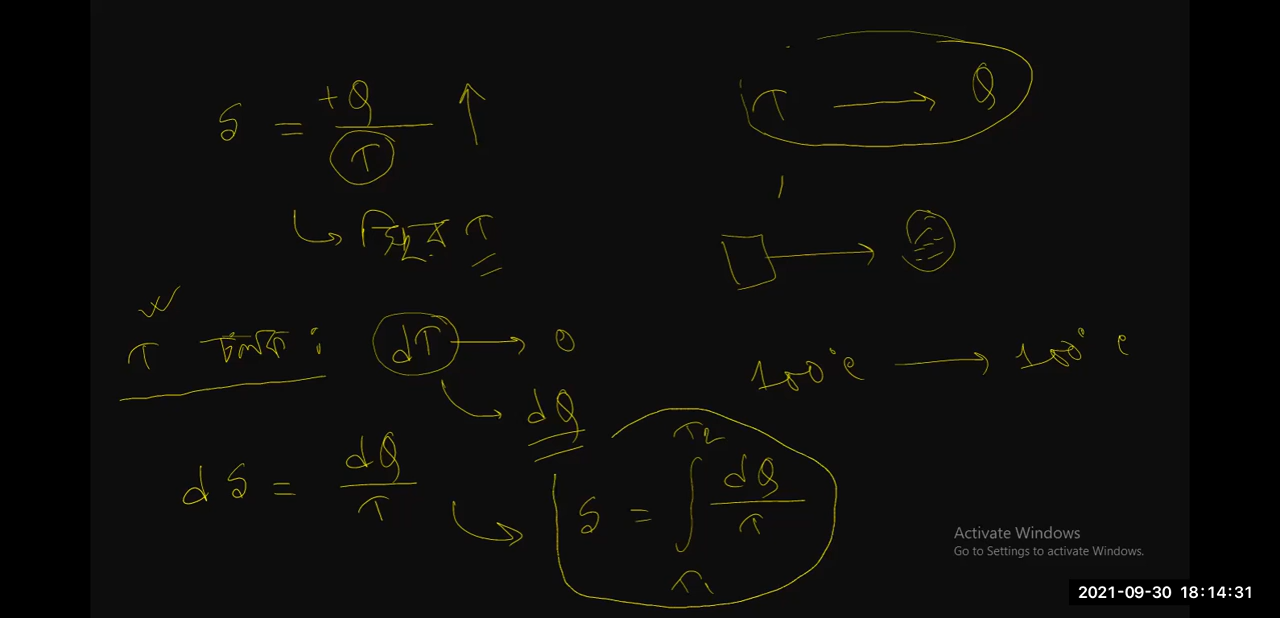 S = +Q/T ↑
T → Q
↳ T
T চলক : dT → 0
dQ
100°C → 100°C
dS = dQ/T
S = ∫_{T1}^{T2} dQ/T
Activate Windows
Go to Settings to activate Windows.
2021-09-30 18:14:31